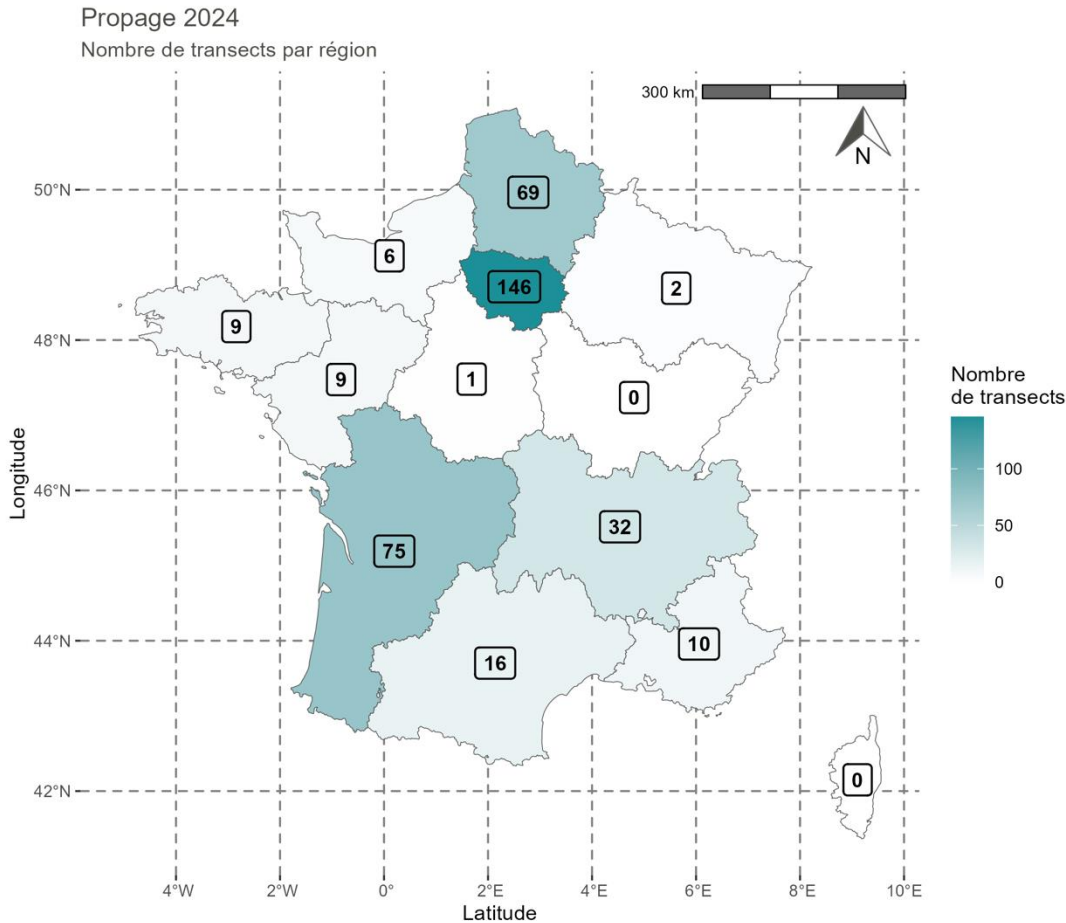 Propage 2024
Nombre de transects par région
300 km
N
50°N
48°N
46°N
44°N
42°N
Longitude
69
6
146
2
9
9
1
0
32
75
10
16
0
Nombre
de transects
100
50
0
4°W
2°W
0°
2°E
4°E
6°E
8°E
10°E
Latitude